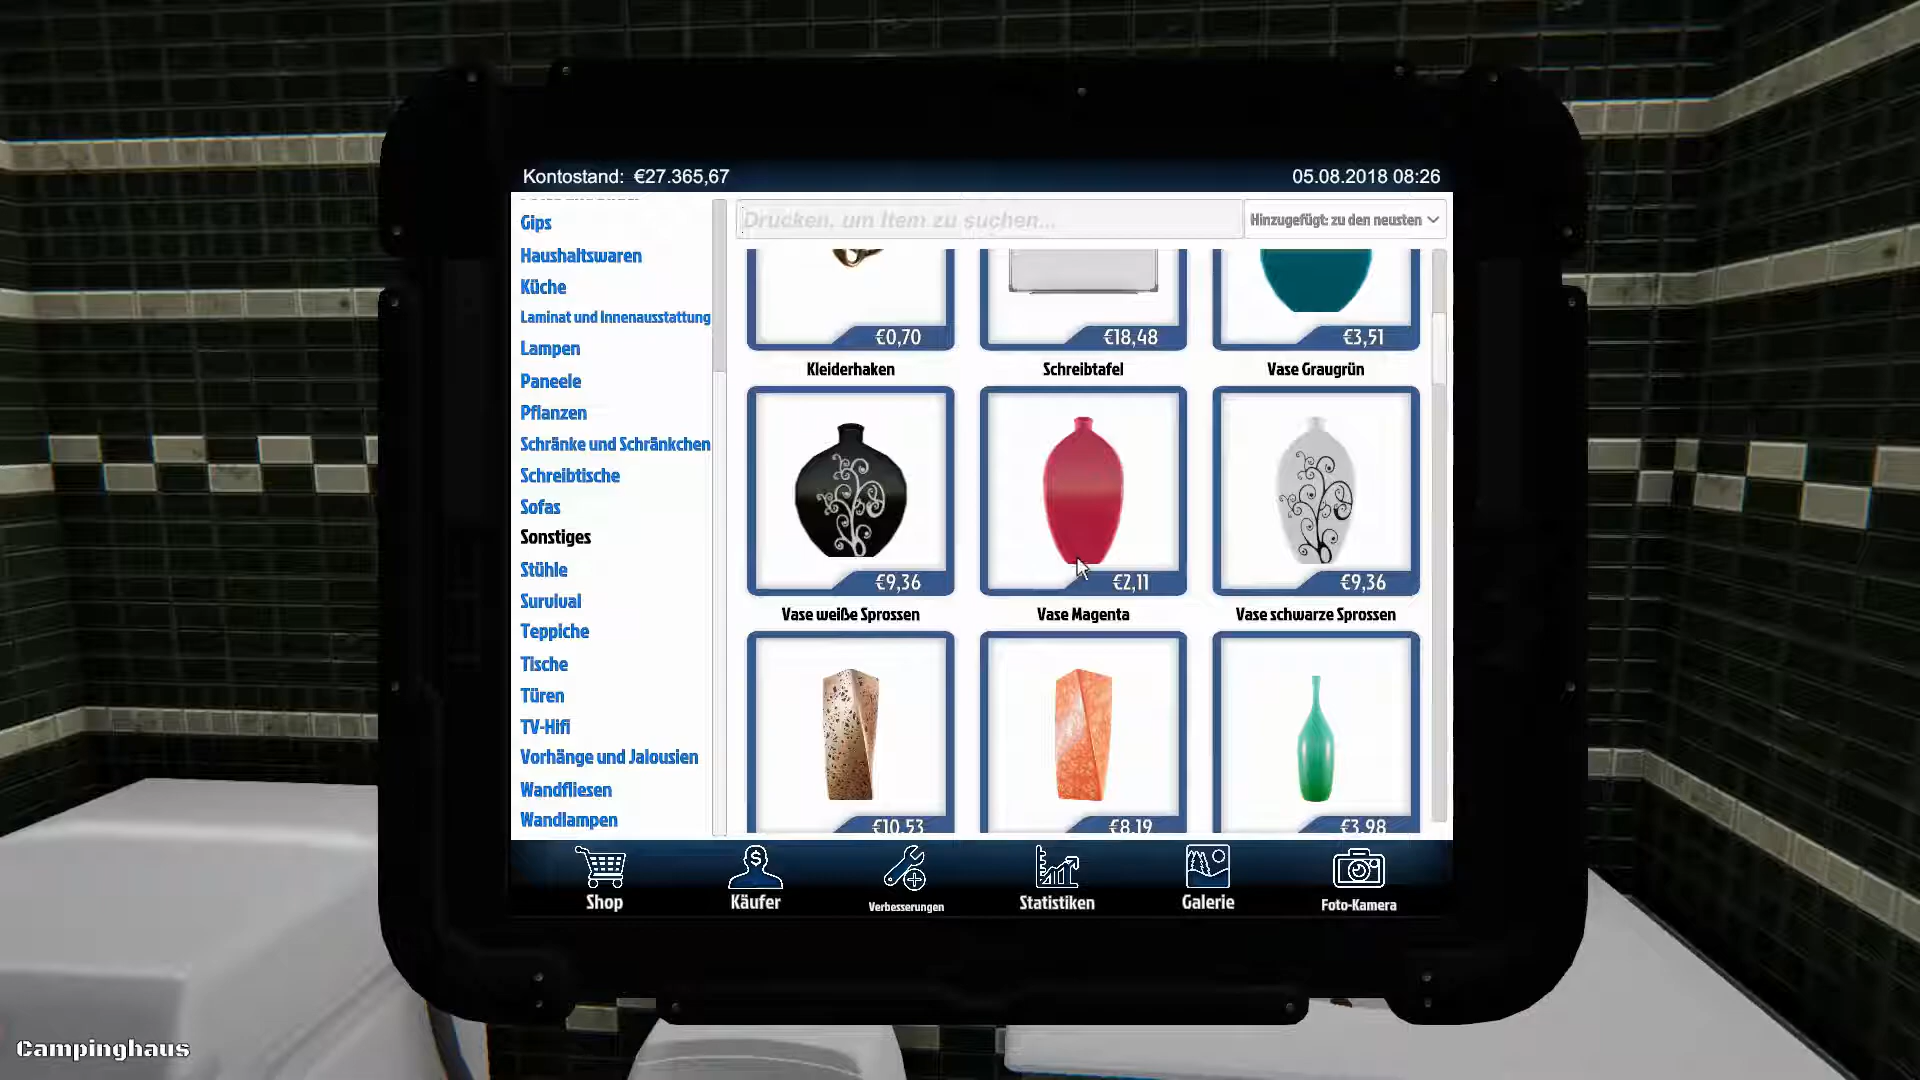 Kontostand: €27.365,67
05.08.2018 08:26
Gips
Haushaltswaren
Küche
Laminat und Innenausstattung
Lampen
Paneele
Pflanzen
Schränke und Schränkchen
Schreibtische
Sofas
Sonstiges
Stühle
Survival
Teppiche
Tische
Türen
TV-Hifi
Vorhänge und Jalousien
Wandfliesen
Wandlampen
Drucken, um Item zu suchen...
Hinzugefügt: zu den neusten
€0,70
€18,48
€3,51
Kleiderhaken
Schreibtafel
Vase Graugrün
€9,36
€2,11
€9,36
Vase weiße Sprossen
Vase Magenta
Vase schwarze Sprossen
€10,53
€8,19
€3,98
Shop
Käufer
Verbesserungen
Statistiken
Galerie
Foto-Kamera
Campinghaus